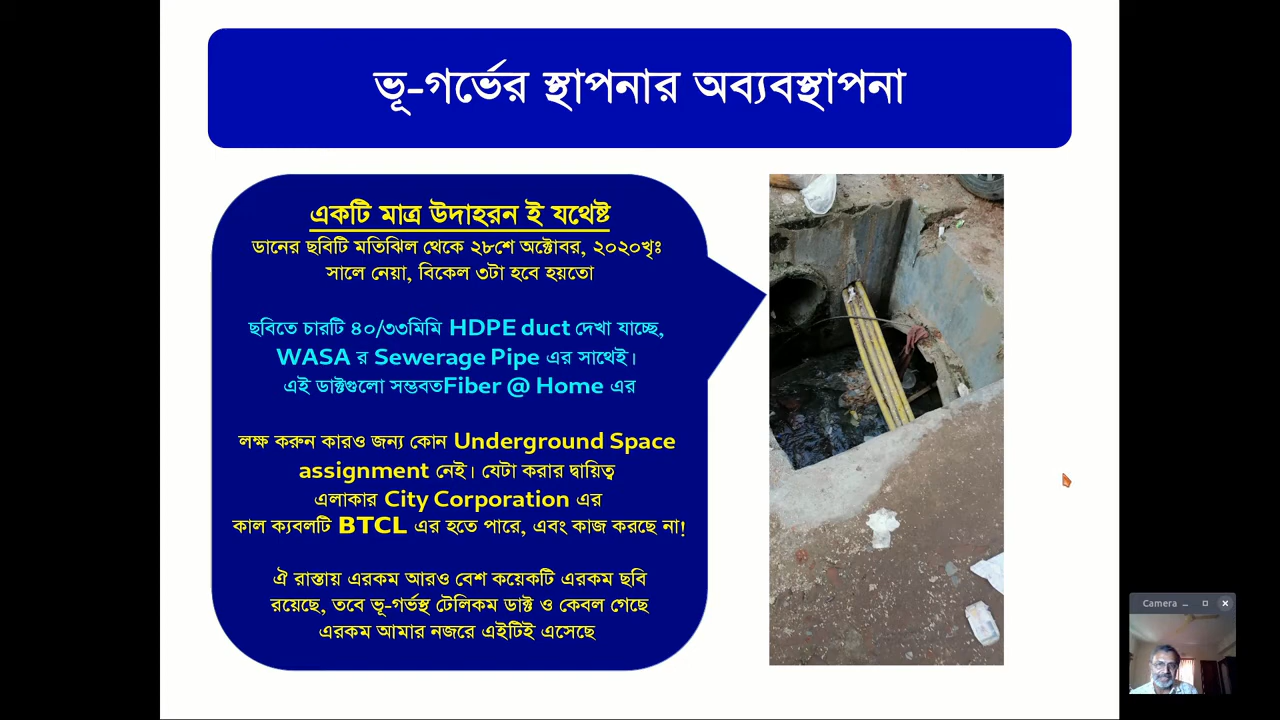 ভূ-গর্ভের স্থাপনার অব্যবস্থাপনা
একটি মাত্র উদাহরন ই যথেষ্ট
ডানের ছবিটি মতিঝিল থেকে ২৮শে অক্টোবর, ২০২০খৃঃ
সালে নেয়া, বিকেল ৩টা হবে হয়তো
ছবিতে চারটি ৪০/৩৩মিমি HDPE duct দেখা যাচ্ছে,
WASA র Sewerage Pipe এর সাথেই।
এই ডাক্টগুলো সম্ভবতFiber @ Home এর
লক্ষ করুন কারও জন্য কোন Underground Space
assignment নেই। যেটা করার দ্বায়িত্ব
এলাকার City Corporation এর
কাল ক্যবলটি BTCL এর হতে পারে, এবং কাজ করছে না!
ঐ রাস্তায় এরকম আরও বেশ কয়েকটি এরকম ছবি
রয়েছে, তবে ভূ-গর্ভস্থ টেলিকম ডাক্ট ও কেবল গেছে
এরকম আমার নজরে এইটিই এসেছে
Camera